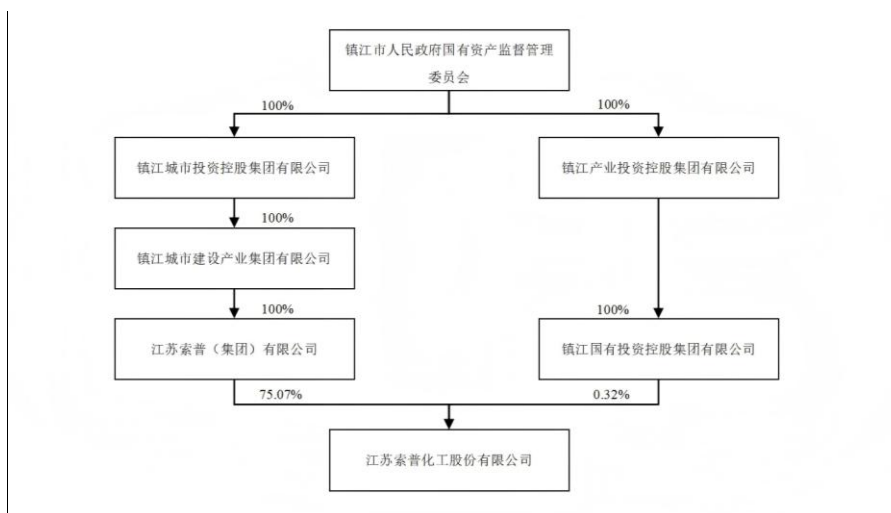 镇江市人民政府国有资产监督管理
委员会
100%
100%
镇江城市投资控股集团有限公司
镇江产业投资控股集团有限公司
100%
镇江城市建设产业集团有限公司
100%
100%
江苏索普（集团）有限公司
镇江国有投资控股集团有限公司
75.07%
0.32%
江苏索普化工股份有限公司